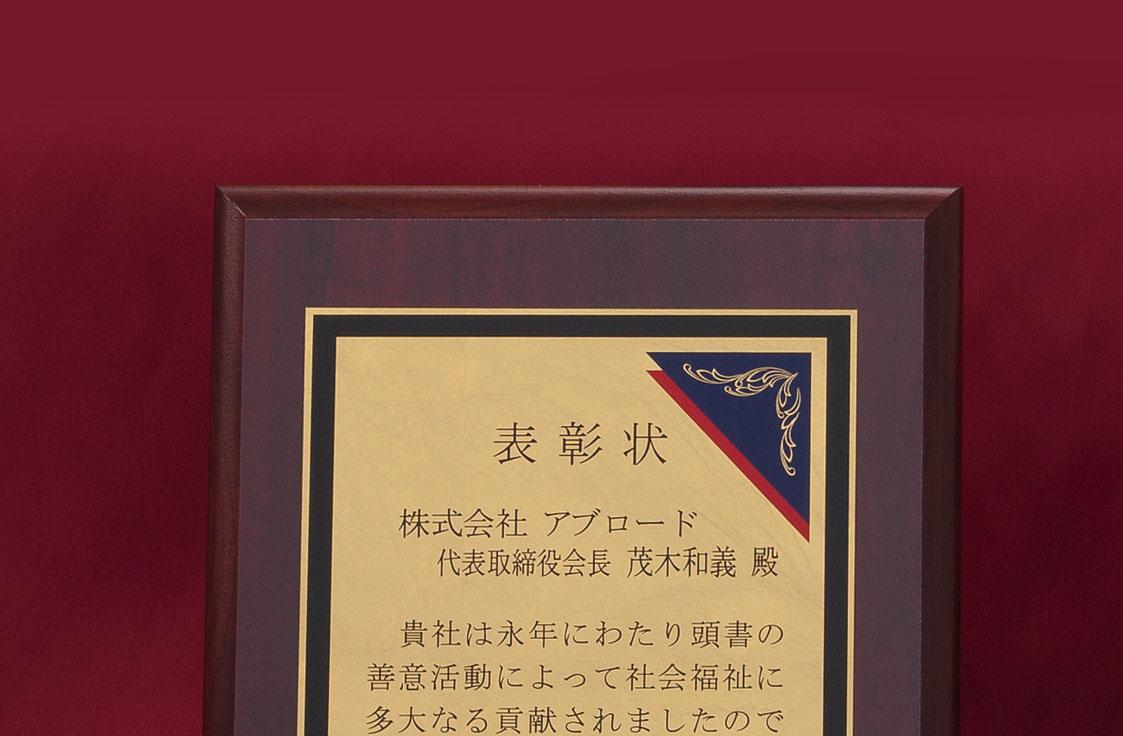 表彰状
株式会社 アブロード
代表取締役会長 茂木和義 殿
貴社は永年にわたり頭書の
善意活動によって社会福祉に
多大なる貢献されましたので